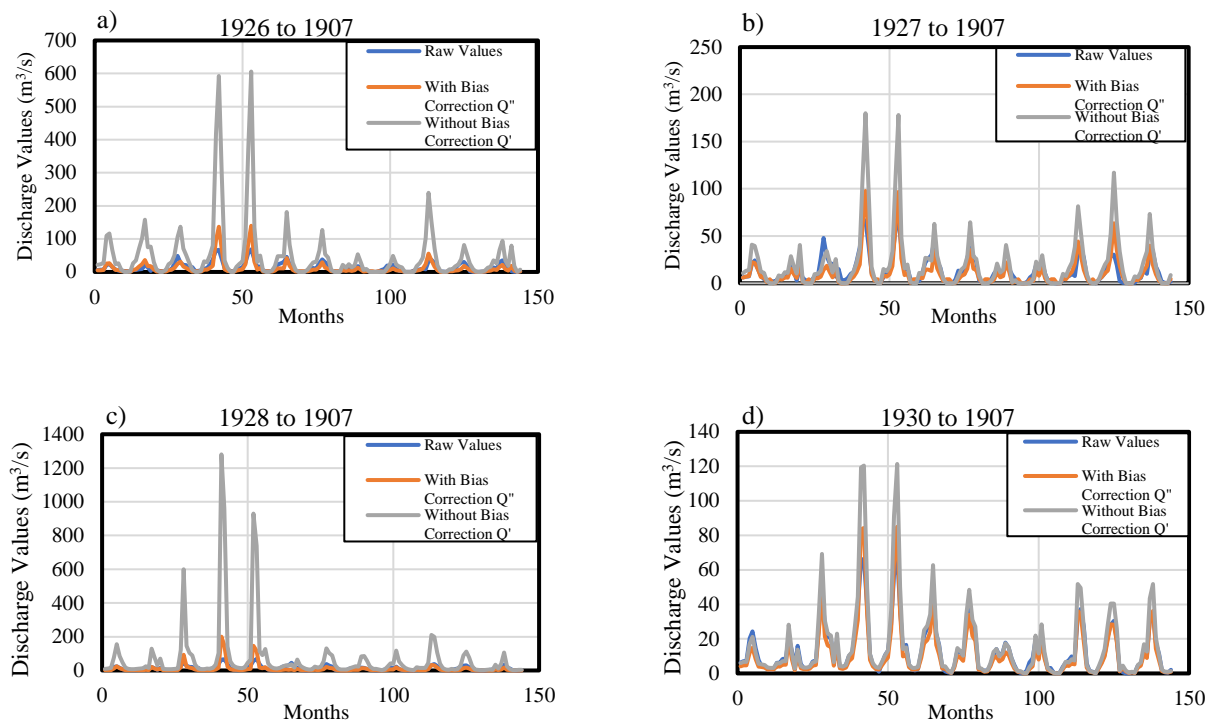 a)
1926 to 1907
700
600
500
400
300
200
100
0
Discharge Values (m³/s)
Raw Values
With Bias
Correction Q"
Without Bias
Correction Q'
0 50 100 150
Months
b)
1927 to 1907
250
200
150
100
50
0
Discharge Values (m³/s)
Raw Values
With Bias
Correction Q"
Without Bias
Correction Q'
0 50 100 150
Months
c)
1928 to 1907
1400
1200
1000
800
600
400
200
0
Discharge Values (m³/s)
Raw Values
With Bias
Correction Q"
Without Bias
Correction Q'
0 50 100 150
Months
d)
1930 to 1907
140
120
100
80
60
40
20
0
Discharge Values (m³/s)
Raw Values
With Bias
Correction Q"
Without Bias
Correction Q'
0 50 100 150
Months